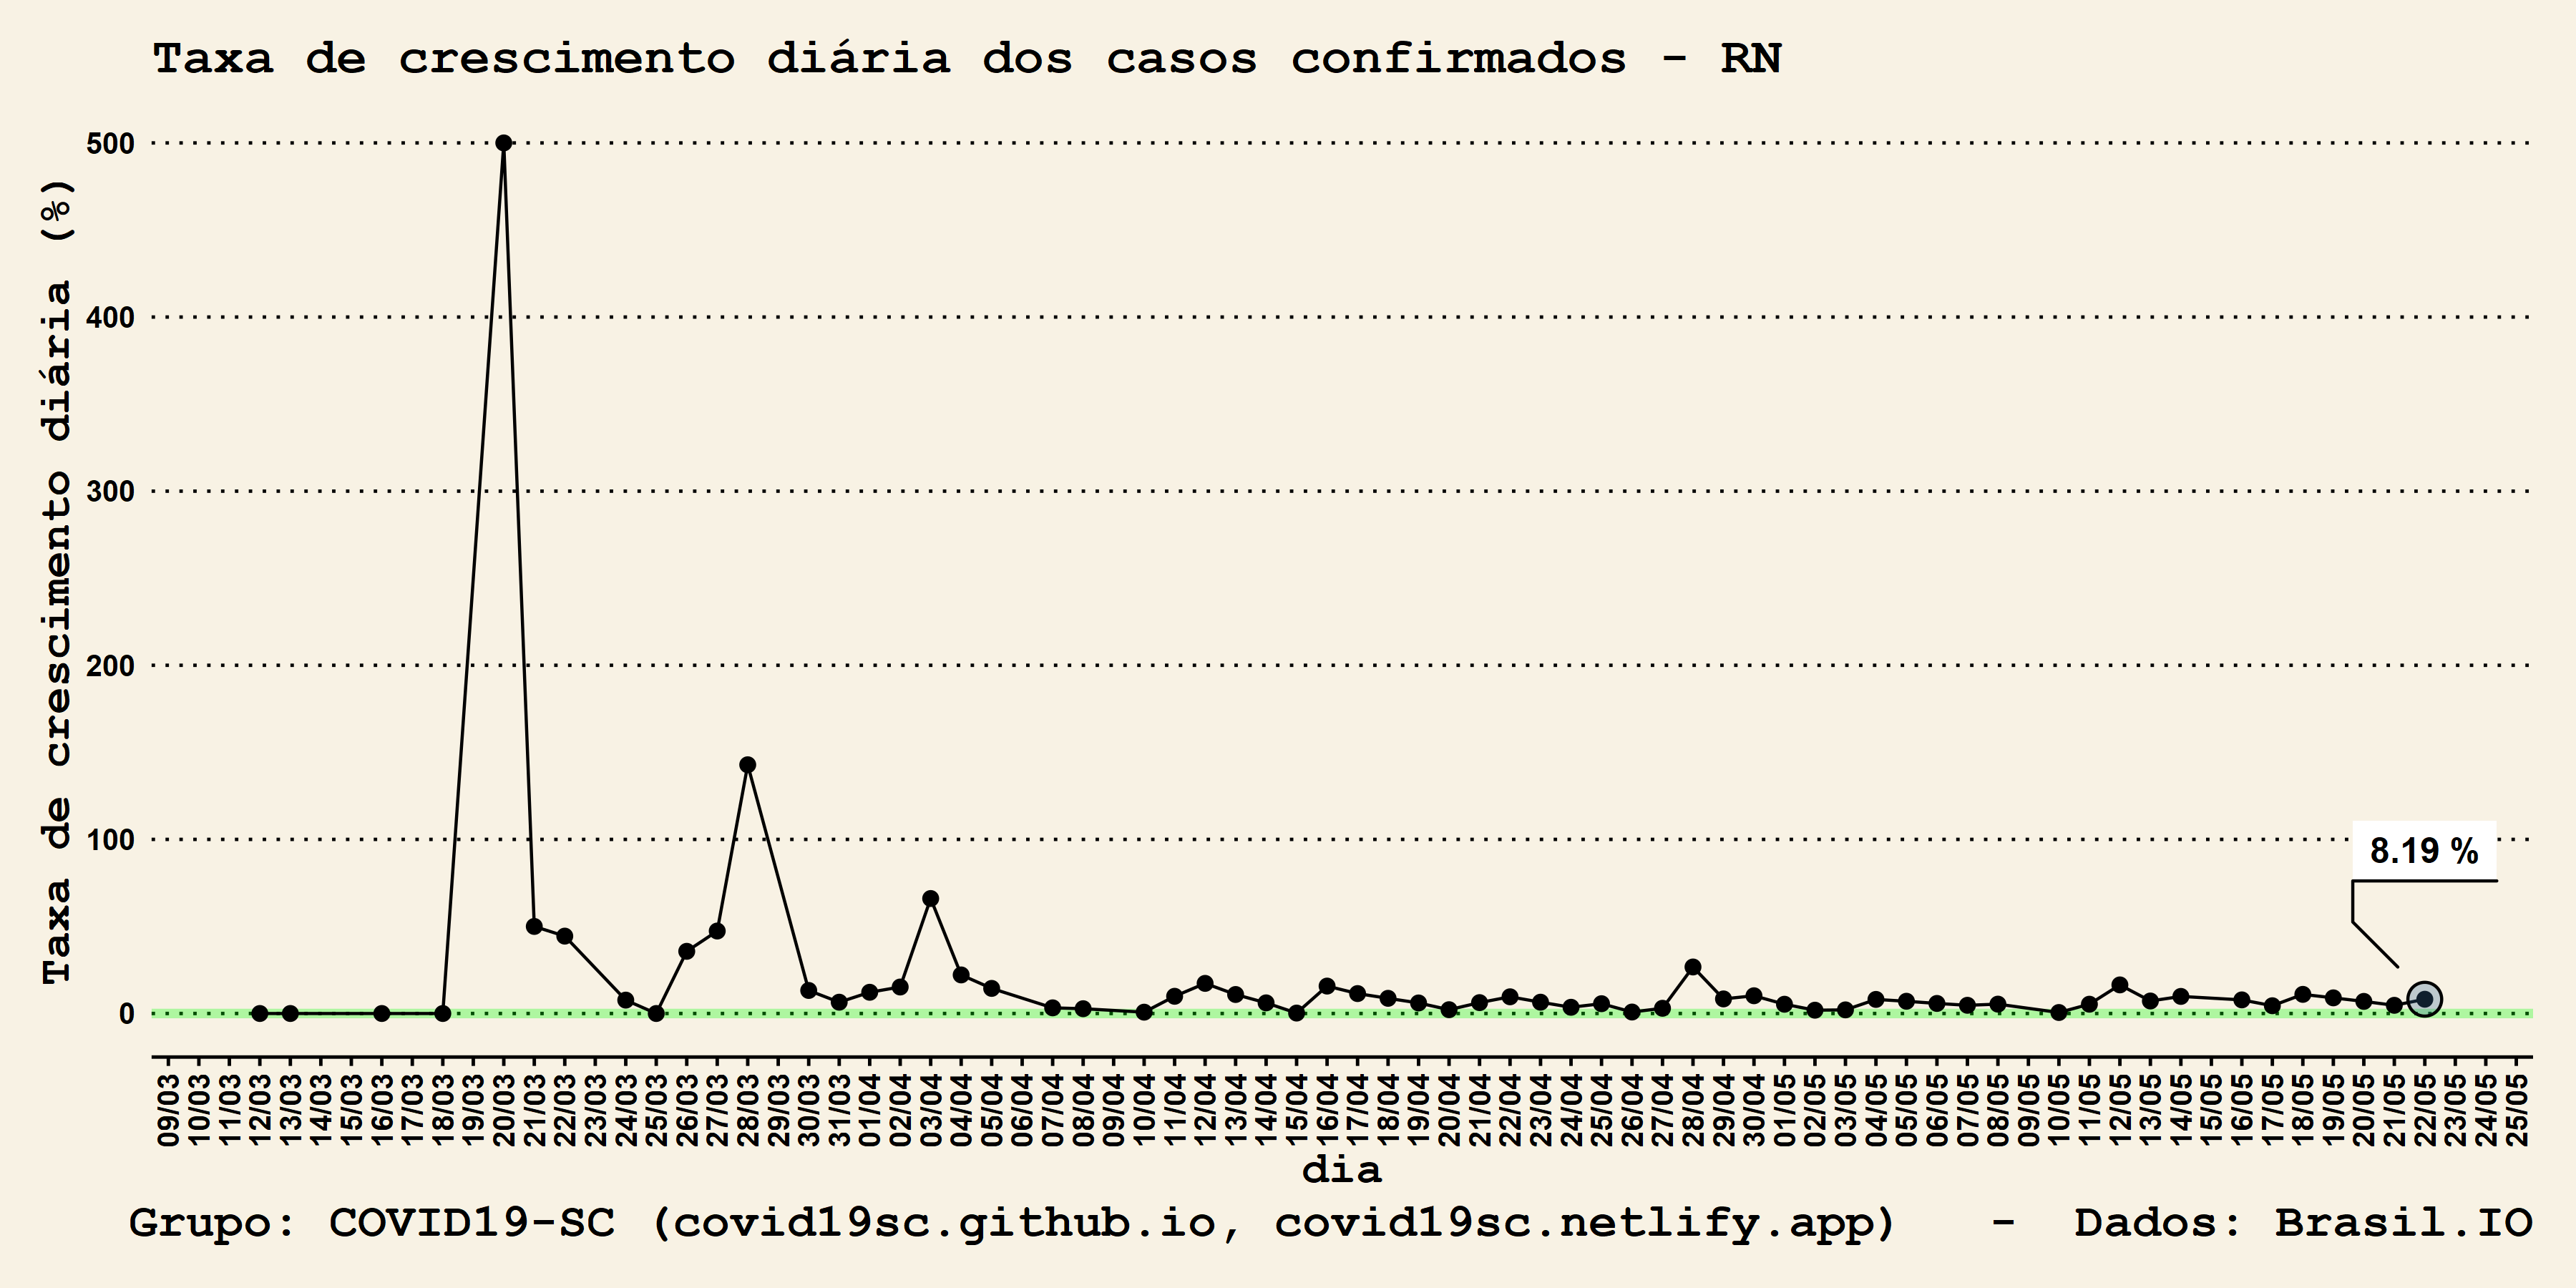 Taxa de crescimento diária dos casos confirmados - RN
Taxa de crescimento diária (%)
500
400
300
200
100
0
8.19 %
09/03 10/03 11/03 12/03 13/03 14/03 15/03 16/03 17/03 18/03 19/03 20/03 21/03 22/03 23/03 24/03 25/03 26/03 27/03 28/03 29/03 30/03 31/03 01/04 02/04 03/04 04/04 05/04 06/04 07/04 08/04 09/04 10/04 11/04 12/04 13/04 14/04 15/04 16/04 17/04 18/04 19/04 20/04 21/04 22/04 23/04 24/04 25/04 26/04 27/04 28/04 29/04 30/04 01/05 02/05 03/05 04/05 05/05 06/05 07/05 08/05 09/05 10/05 11/05 12/05 13/05 14/05 15/05 16/05 17/05 18/05 19/05 20/05 21/05 22/05 23/05 24/05 25/05
dia
Grupo: COVID19-SC (covid19sc.github.io, covid19sc.netlify.app) - Dados: Brasil.IO